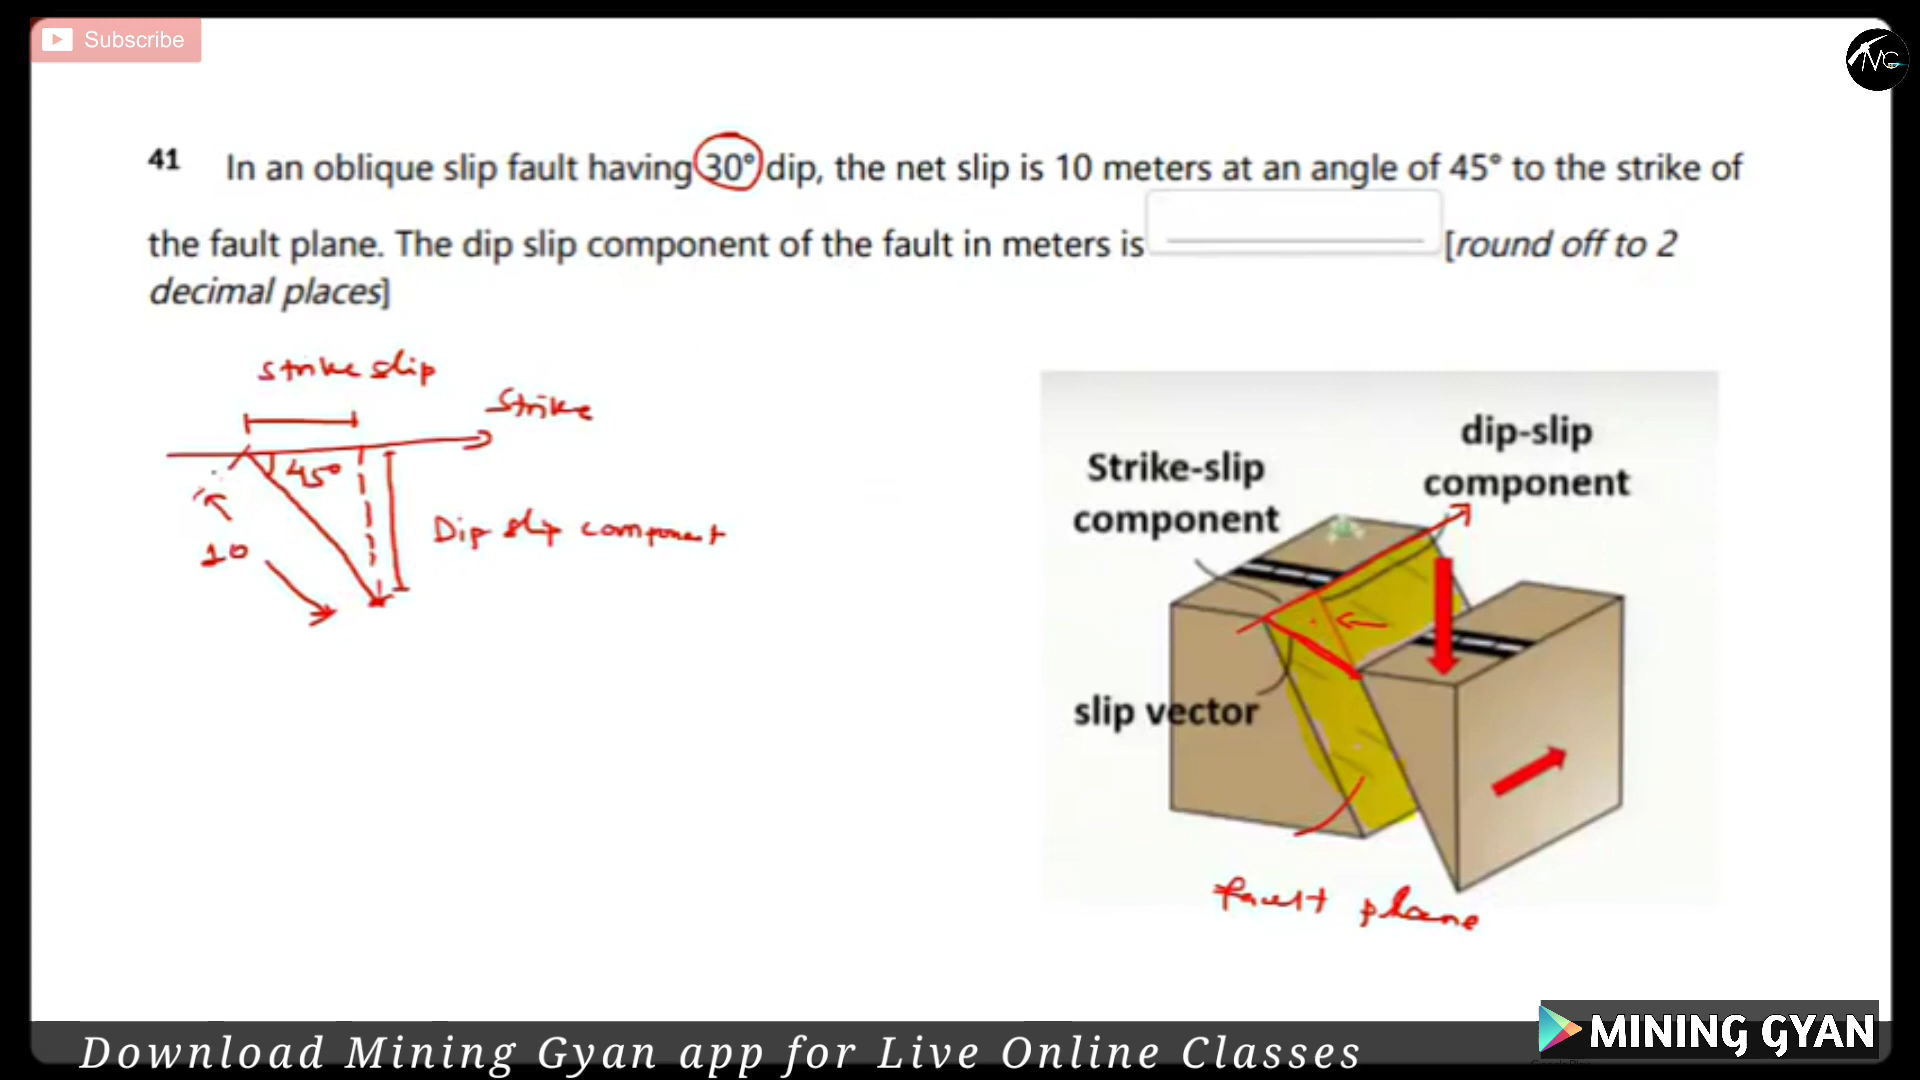 Subscribe
NG
41 In an oblique slip fault having 30° dip, the net slip is 10 meters at an angle of 45° to the strike of
the fault plane. The dip slip component of the fault in meters is ________ [round off to 2
decimal places]
strike slip
Strike
45°
10
Dip slip component
Strike-slip
component
dip-slip
component
slip vector
fault plane
MINING GYAN
Download Mining Gyan app for Live Online Classes